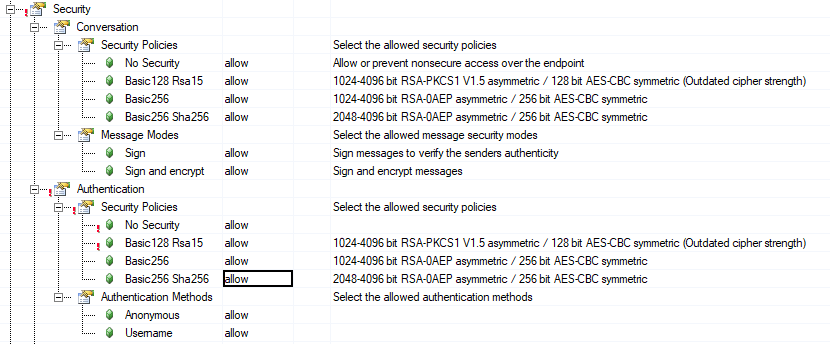 Security
Conversation
Security Policies Select the allowed security policies
No Security allow Allow or prevent nonsecure access over the endpoint
Basic128 Rsa15 allow 1024-4096 bit RSA-PKCS1 V1.5 asymmetric / 128 bit AES-CBC symmetric (Outdated cipher strength)
Basic256 allow 1024-4096 bit RSA-0AEP asymmetric / 256 bit AES-CBC symmetric
Basic256 Sha256 allow 2048-4096 bit RSA-0AEP asymmetric / 256 bit AES-CBC symmetric
Message Modes Select the allowed message security modes
Sign allow Sign messages to verify the senders authenticity
Sign and encrypt allow Sign and encrypt messages
Authentication
Security Policies Select the allowed security policies
No Security allow
Basic128 Rsa15 allow 1024-4096 bit RSA-PKCS1 V1.5 asymmetric / 128 bit AES-CBC symmetric (Outdated cipher strength)
Basic256 allow 1024-4096 bit RSA-0AEP asymmetric / 256 bit AES-CBC symmetric
Basic256 Sha256 allow 2048-4096 bit RSA-0AEP asymmetric / 256 bit AES-CBC symmetric
Authentication Methods Select the allowed authentication methods
Anonymous allow
Username allow